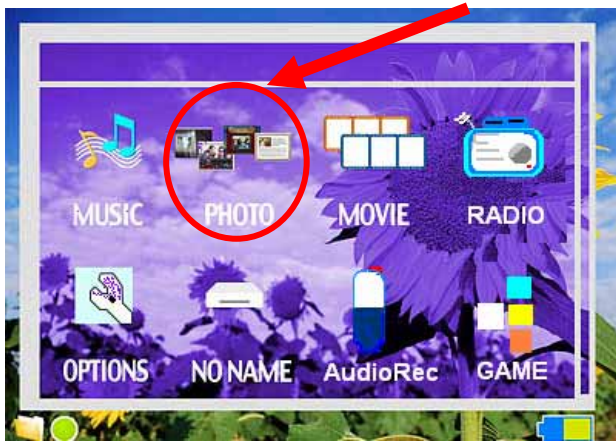 MUSiC PHOTO MOVIE RADIO
OPTIONS NO NAME AudioRec GAME